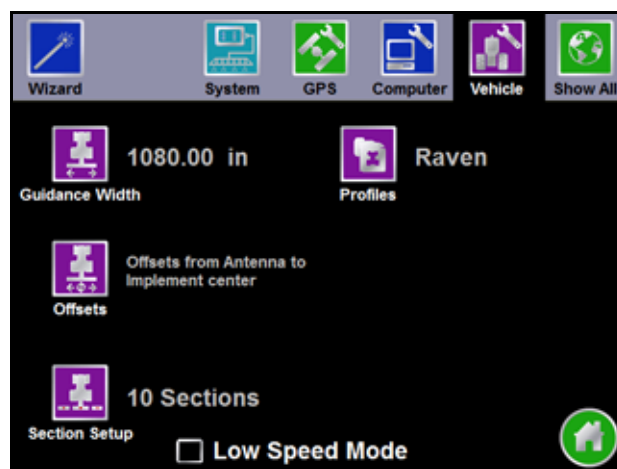 Wizard
System
GPS
Computer
Vehicle
Show All
1080.00 in
Guidance Width
Raven
Profiles
Offsets from Antenna to
Implement center
Offsets
10 Sections
Section Setup
Low Speed Mode